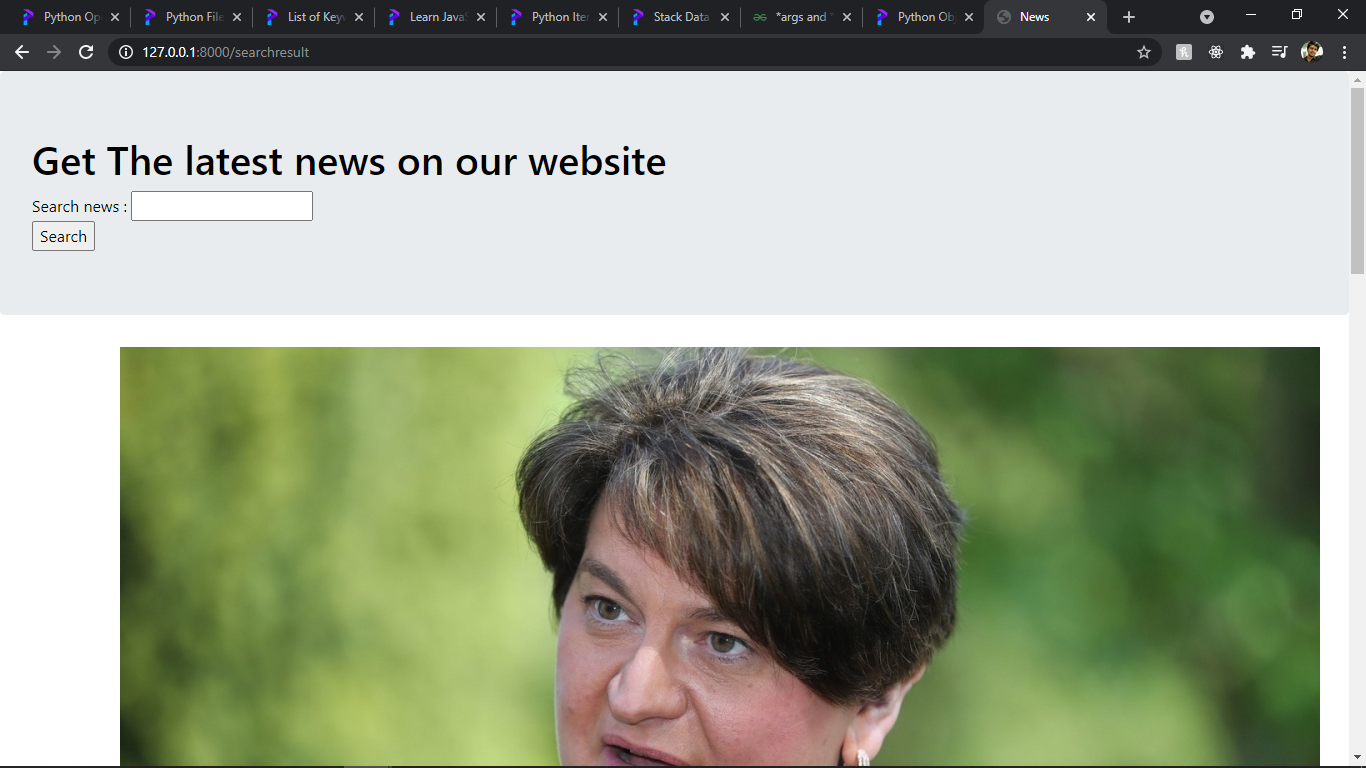 Python Op
Python File
List of Key
Learn Java
Python Iter
Stack Data
*args and
Python Ob
News
127.0.0.1:8000/searchresult
Get The latest news on our website
Search news :
Search